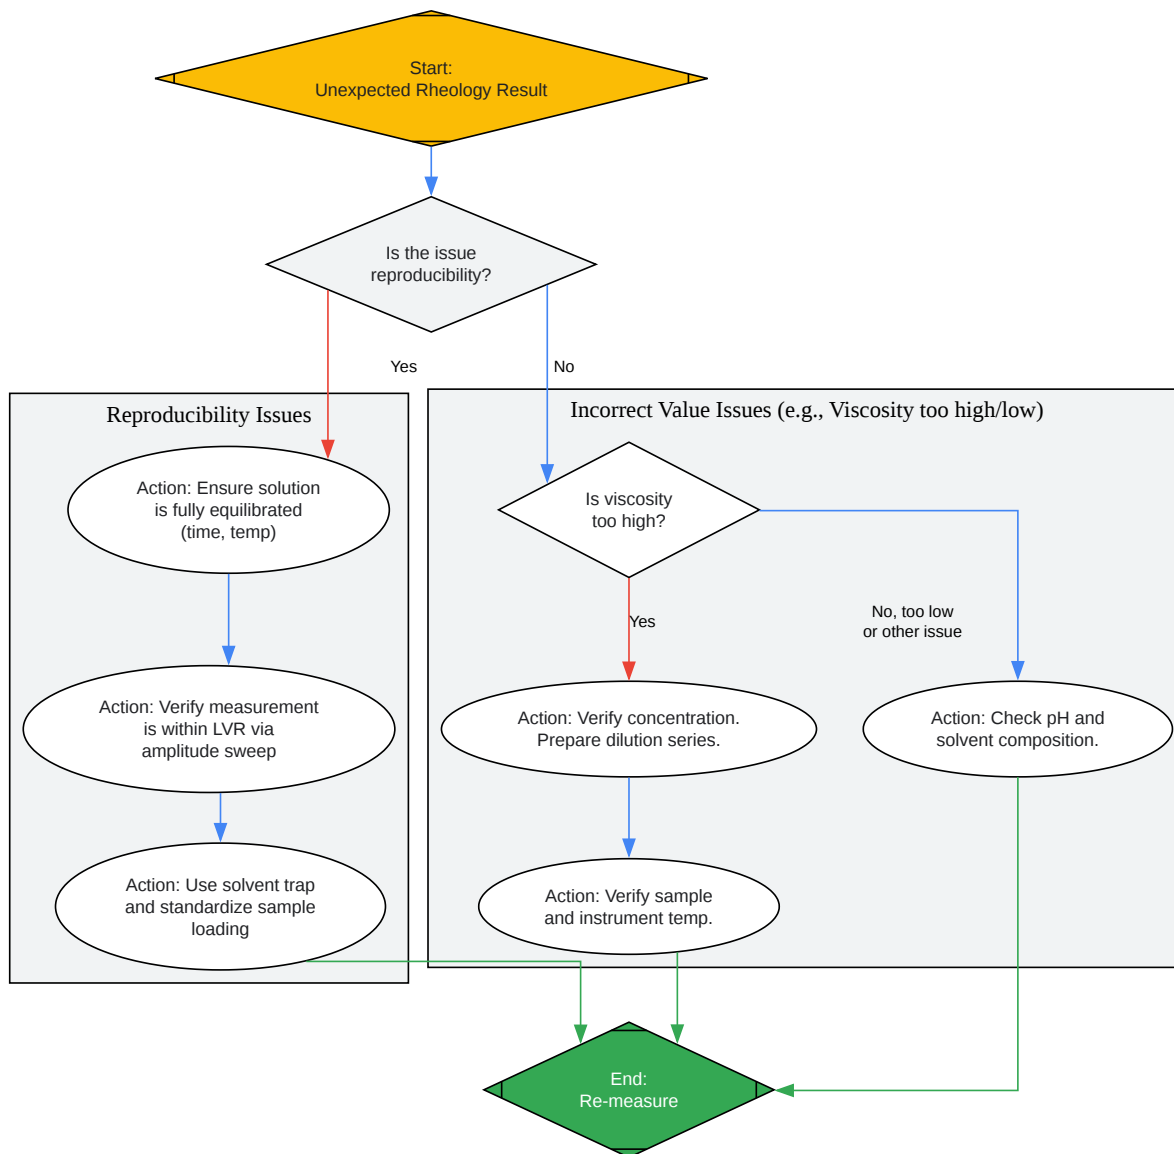 Start:
Unexpected Rheology Result
Is the issue
reproducibility?
Yes
No
Reproducibility Issues
Action: Ensure solution
is fully equilibrated
(time, temp)
Action: Verify measurement
is within LVR via
amplitude sweep
Action: Use solvent trap
and standardize sample
loading
Incorrect Value Issues (e.g., Viscosity too high/low)
Is viscosity
too high?
Yes
No, too low
or other issue
Action: Verify concentration.
Prepare dilution series.
Action: Check pH and
solvent composition.
Action: Verify sample
and instrument temp.
End:
Re-measure